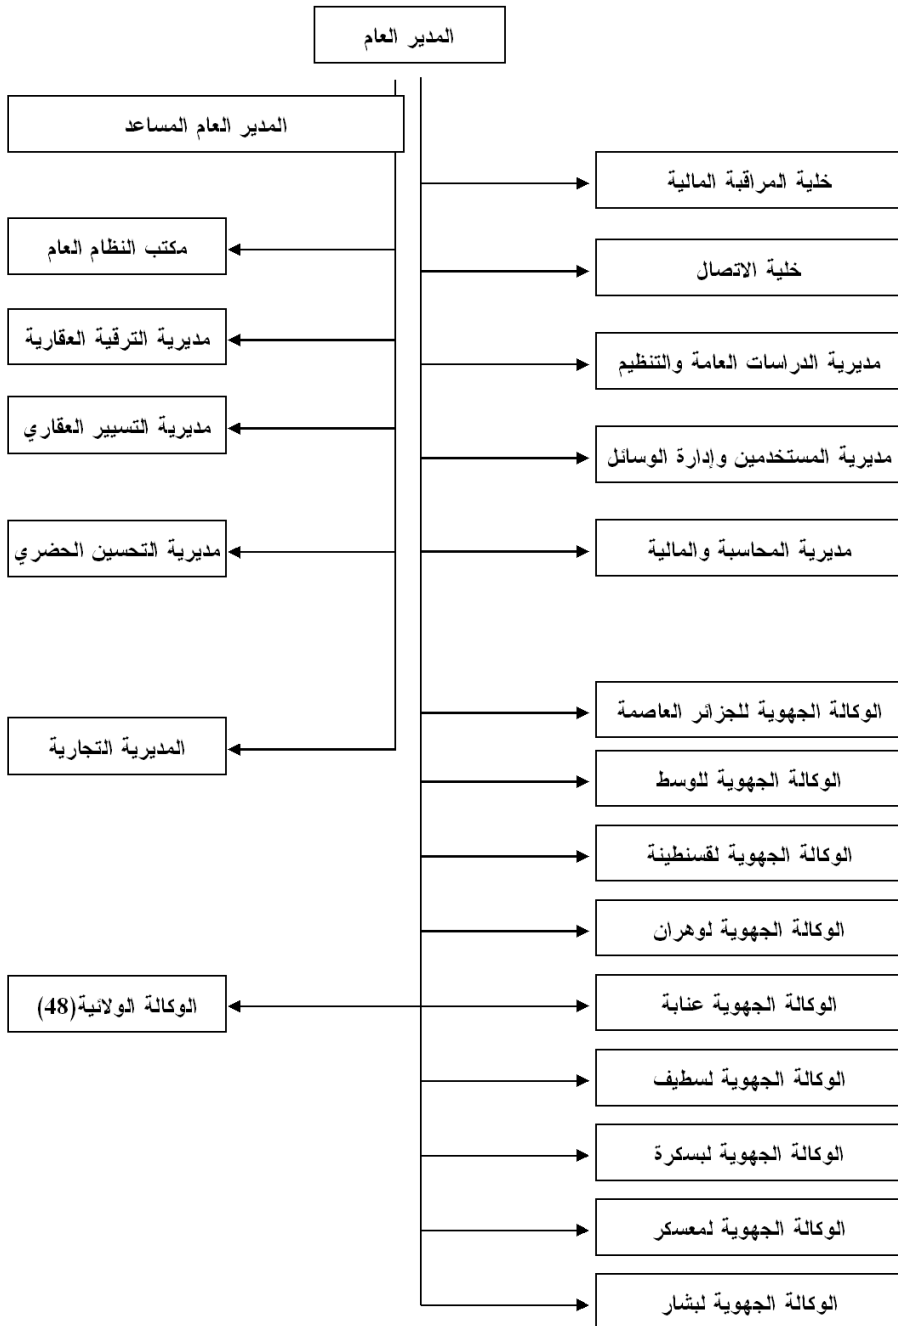 المدير العام
المدير العام المساعد
خلية المراقبة المالية
مكتب النظام العام
خلية الاتصال
مديرية الترقية العقارية
مديرية الدراسات العامة والتنظيم
مديرية التسيير العقاري
مديرية المستخدمين وإدارة الوسائل
مديرية التحسين الحضري
مديرية المحاسبة والمالية
الوكالة الجهوية للجزائر العاصمة
المديرية التجارية
الوكالة الجهوية للوسط
الوكالة الجهوية لقسنطينة
الوكالة الجهوية لوهران
الوكالة الجهوية عنابة
الوكالة الولائية(48)
الوكالة الجهوية لسطيف
الوكالة الجهوية لبسكرة
الوكالة الجهوية لمعسكر
الوكالة الجهوية لبشار